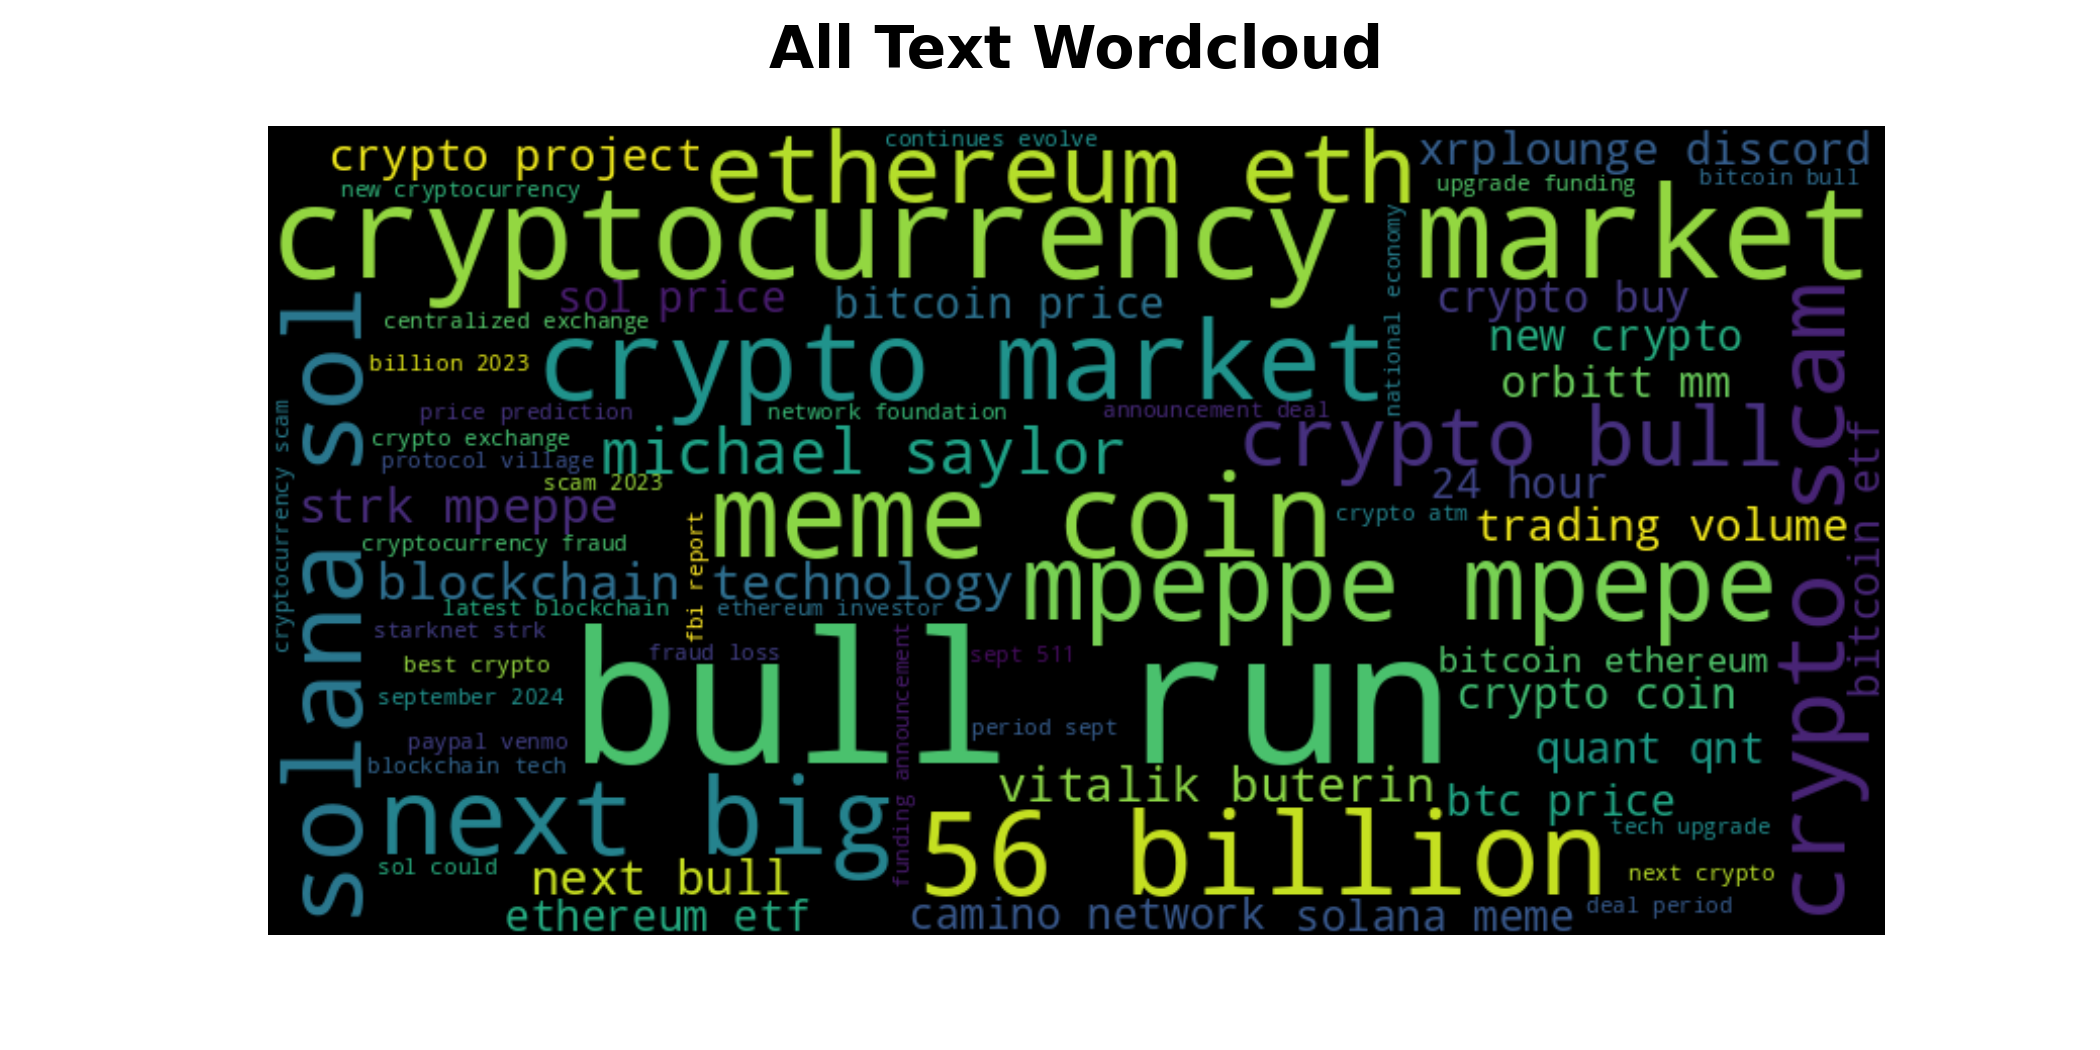 All Text Wordcloud
continues evolve
crypto project
ethereum eth
xrplounge discord
new cryptocurrency
upgrade funding
bitcoin bull
cryptocurrency market
national economy
sol price
bitcoin price
crypto buy
centralized exchange
new crypto
billion 2023
crypto market
orbitt mm
solana sol
crypto scam
price prediction
network foundation
announcement deal
crypto exchange
michael saylor
crypto bull
protocol village
scam 2023
24 hour
cryptocurrency scam
bitcoin etf
strk mpeppe
meme coin
crypto atm
trading volume
cryptocurrency fraud
fbi report
blockchain technology
mpeppe mpepe
latest blockchain
ethereum investor
starknet strk
fraud loss
sept 511
best crypto
bitcoin ethereum
september 2024
bull run
crypto coin
funding announcement
period sept
paypal venmo
quant qnt
blockchain tech
vitalik buterin
next big
btc price
tech upgrade
56 billion
sol could
next bull
next crypto
ethereum etf
camino network
solana meme
deal period